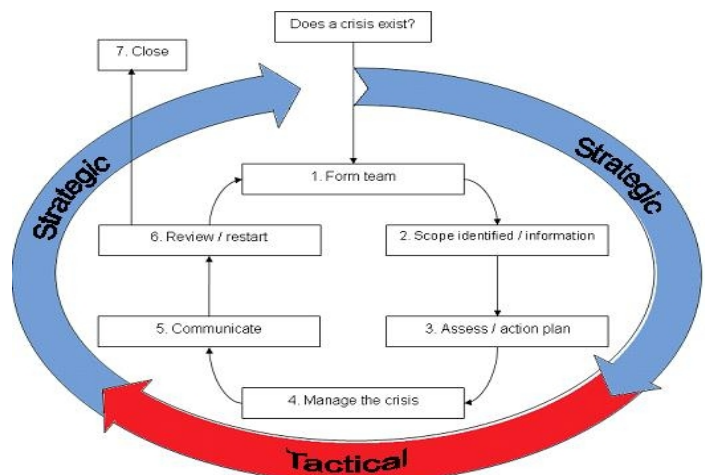 Does a crisis exist?
7. Close
Strategic
Strategic
1. Form team
6. Review / restart
2. Scope identified / information
5. Communicate
3. Assess / action plan
4. Manage the crisis
Tactical